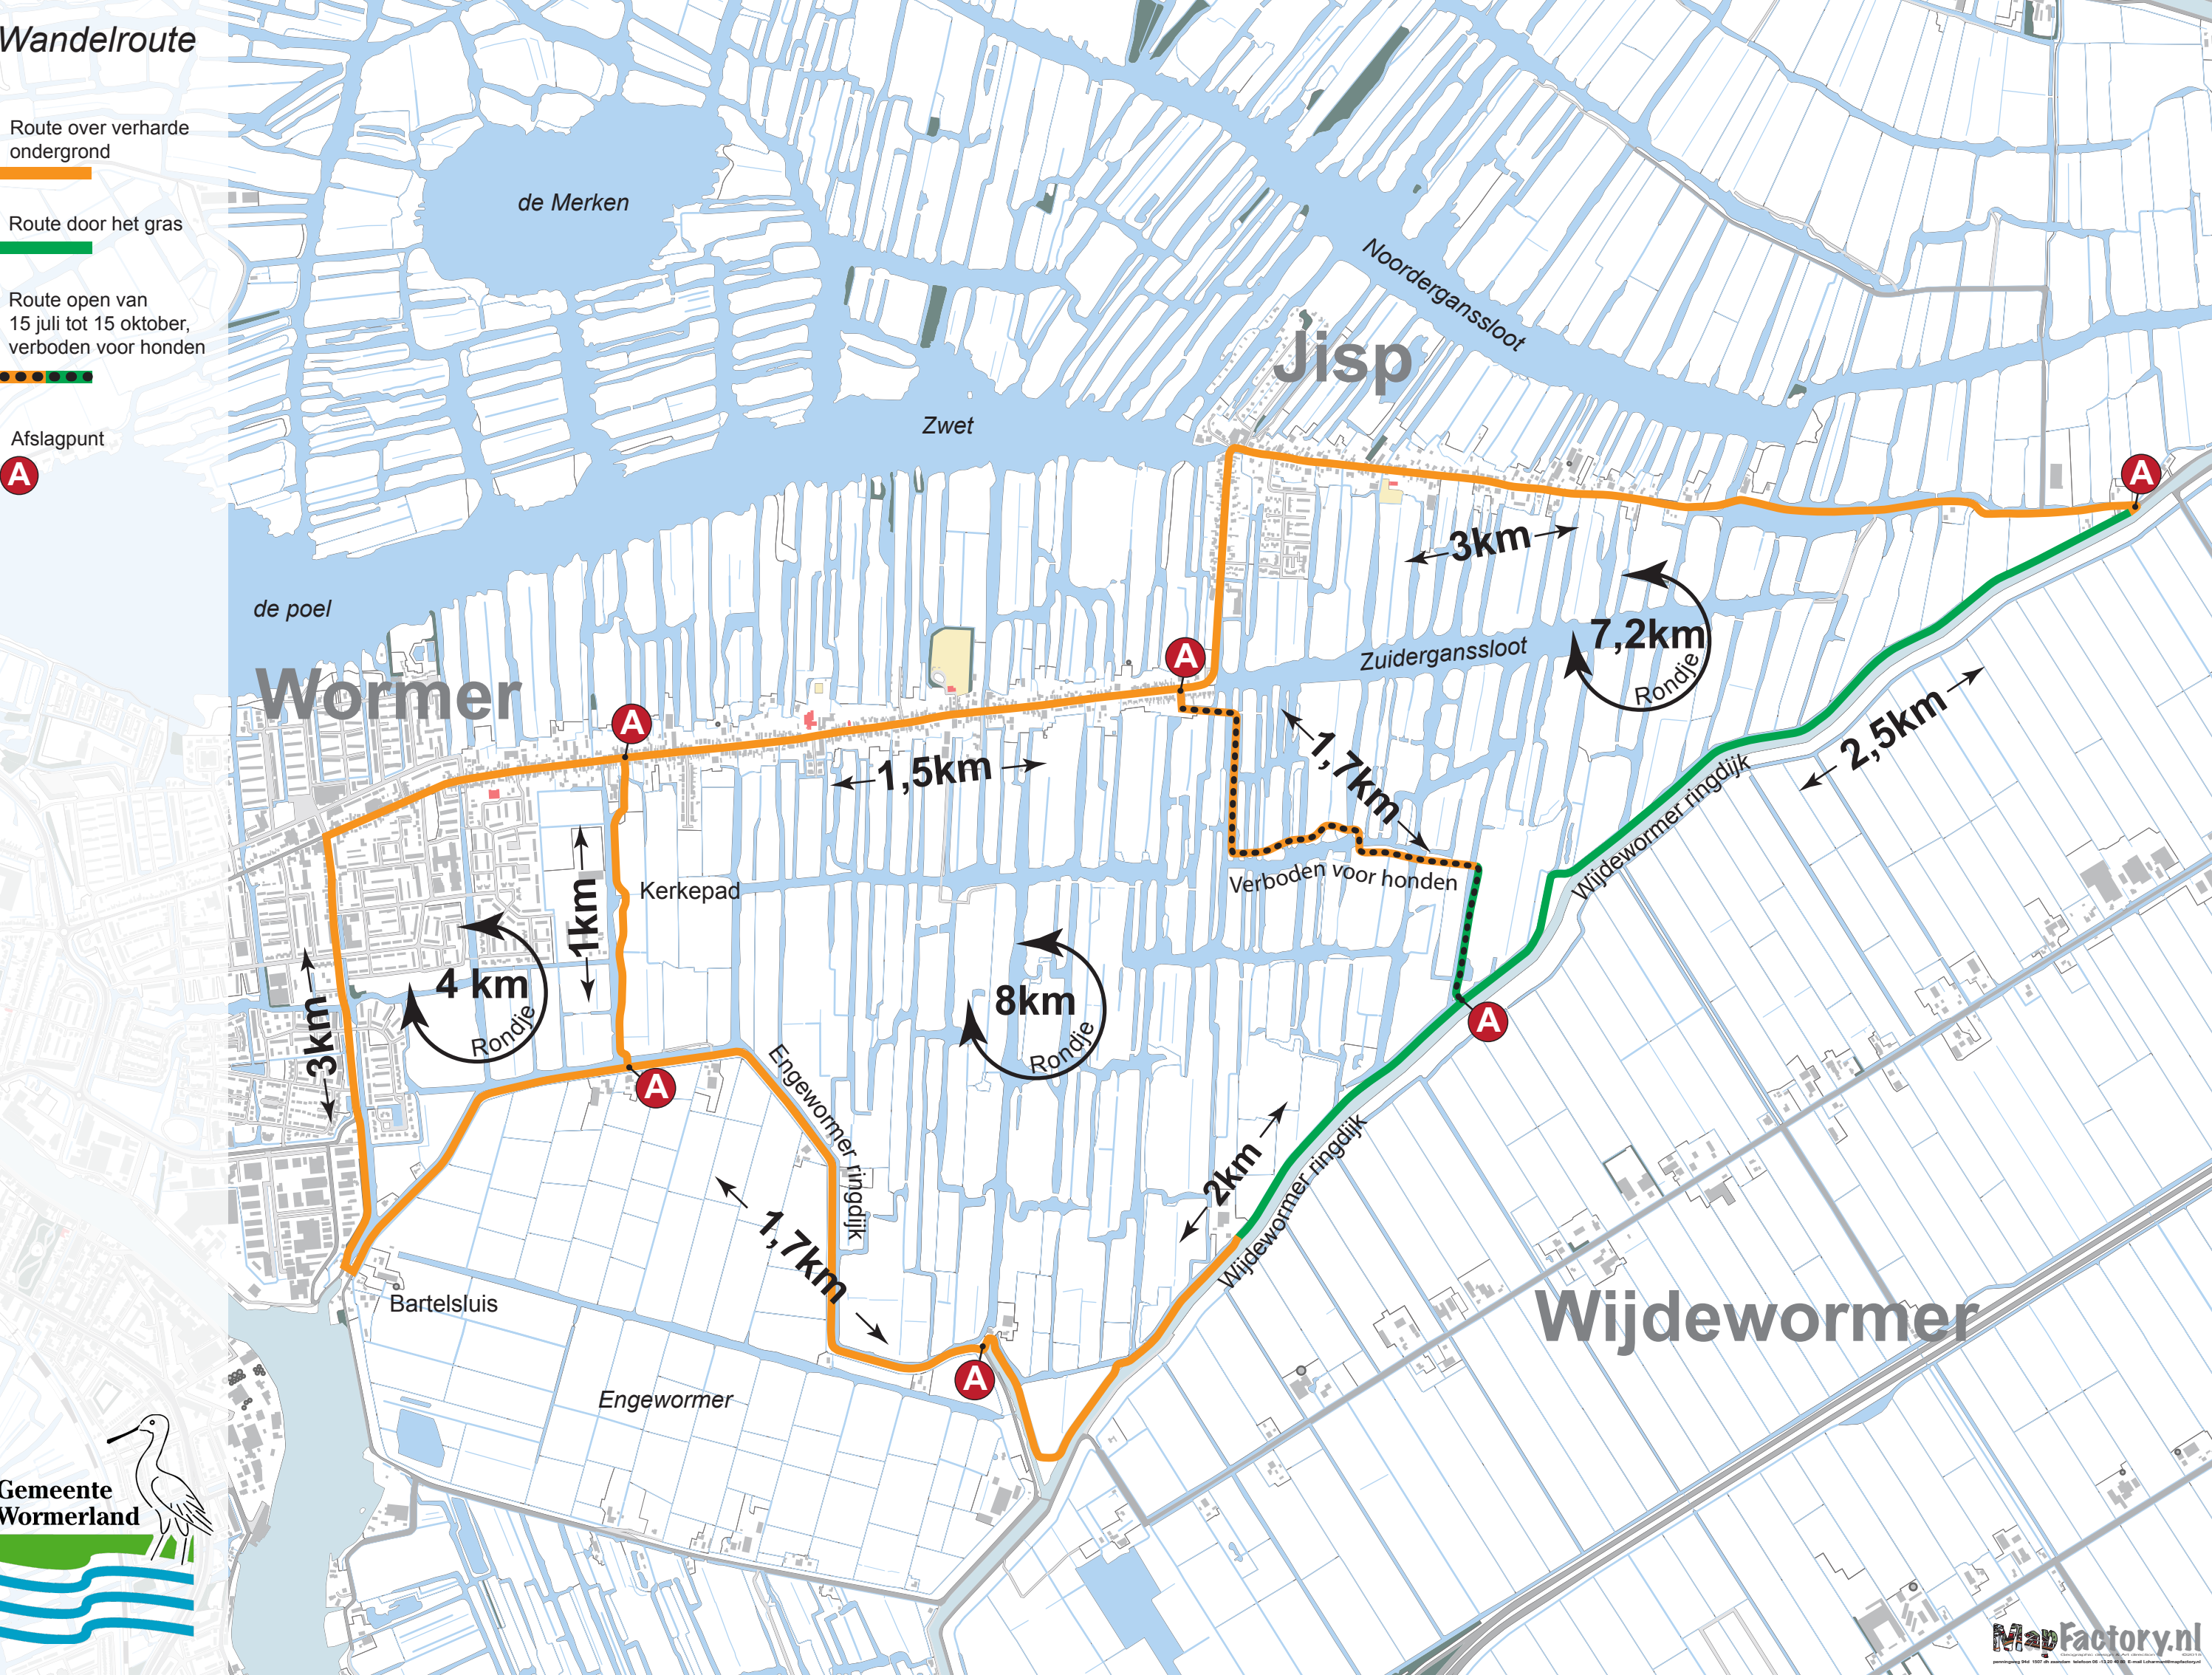 Wandelroute
Route over verharde
ondergrond
Route door het gras
Route open van
15 juli tot 15 oktober,
verboden voor honden
Afslagpunt
A
Gemeente
Wormerland
de Merken
Noorderganssloot
Jisp
Zwet
A
3km
de poel
7,2km
Rondje
Zuiderganssloot
A
Wormer
A
2,5km
1,5km
1,7km
Wijdewormer ringdijk
Verboden voor honden
Kerkepad
1km
4 km
Rondje
3km
8km
Rondje
A
A
Engewormer ringdijk
2km
Wijdewormer ringdijk
1,7km
Bartelsluis
Wijdewormer
A
Engewormer
MapFactory.nl